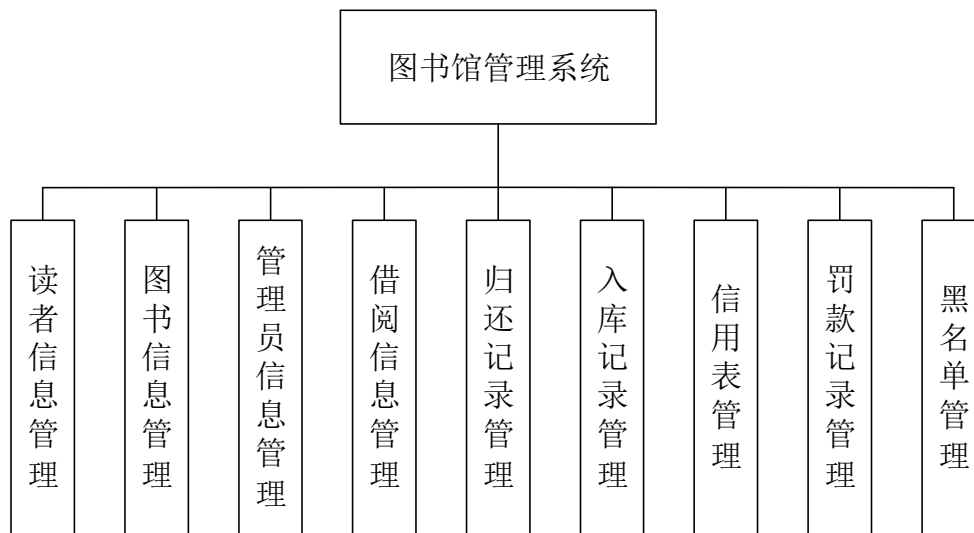 图书馆管理系统
读者信息管理
图书信息管理
管理员信息管理
借阅信息管理
归还记录管理
入库记录管理
信用表管理
罚款记录管理
黑名单管理